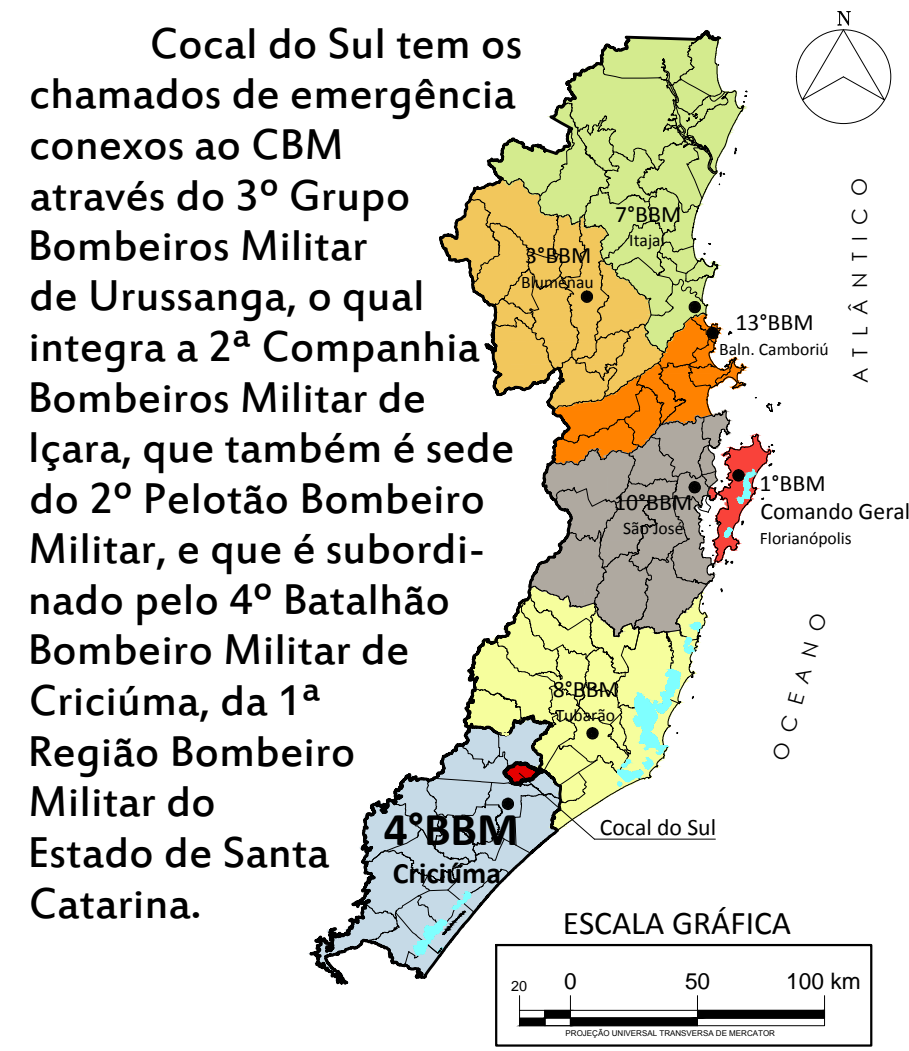 Cocal do Sul tem os
chamados de emergência
conexos ao CBM
através do 3º Grupo
Bombeiros Militar
de Urussanga, o qual
integra a 2ª Companhia
Bombeiros Militar de
Içara, que também é sede
do 2º Pelotão Bombeiro
Militar, e que é subordi-
nado pelo 4º Batalhão
Bombeiro Militar de
Criciúma, da 1ª
Região Bombeiro
Militar do
Estado de Santa
Catarina.
N
7°BBM
Itajaí
3°BBM
Blumenau
13°BBM
Baln. Camboriú
ATLÂNTICO
1°BBM
Comando Geral
Florianópolis
10°BBM
São José
OCEANO
8°BBM
Tubarão
Cocal do Sul
4°BBM
Criciúma
ESCALA GRÁFICA
20 0 50 100 km
PROJEÇÃO UNIVERSAL TRANSVERSA DE MERCATOR